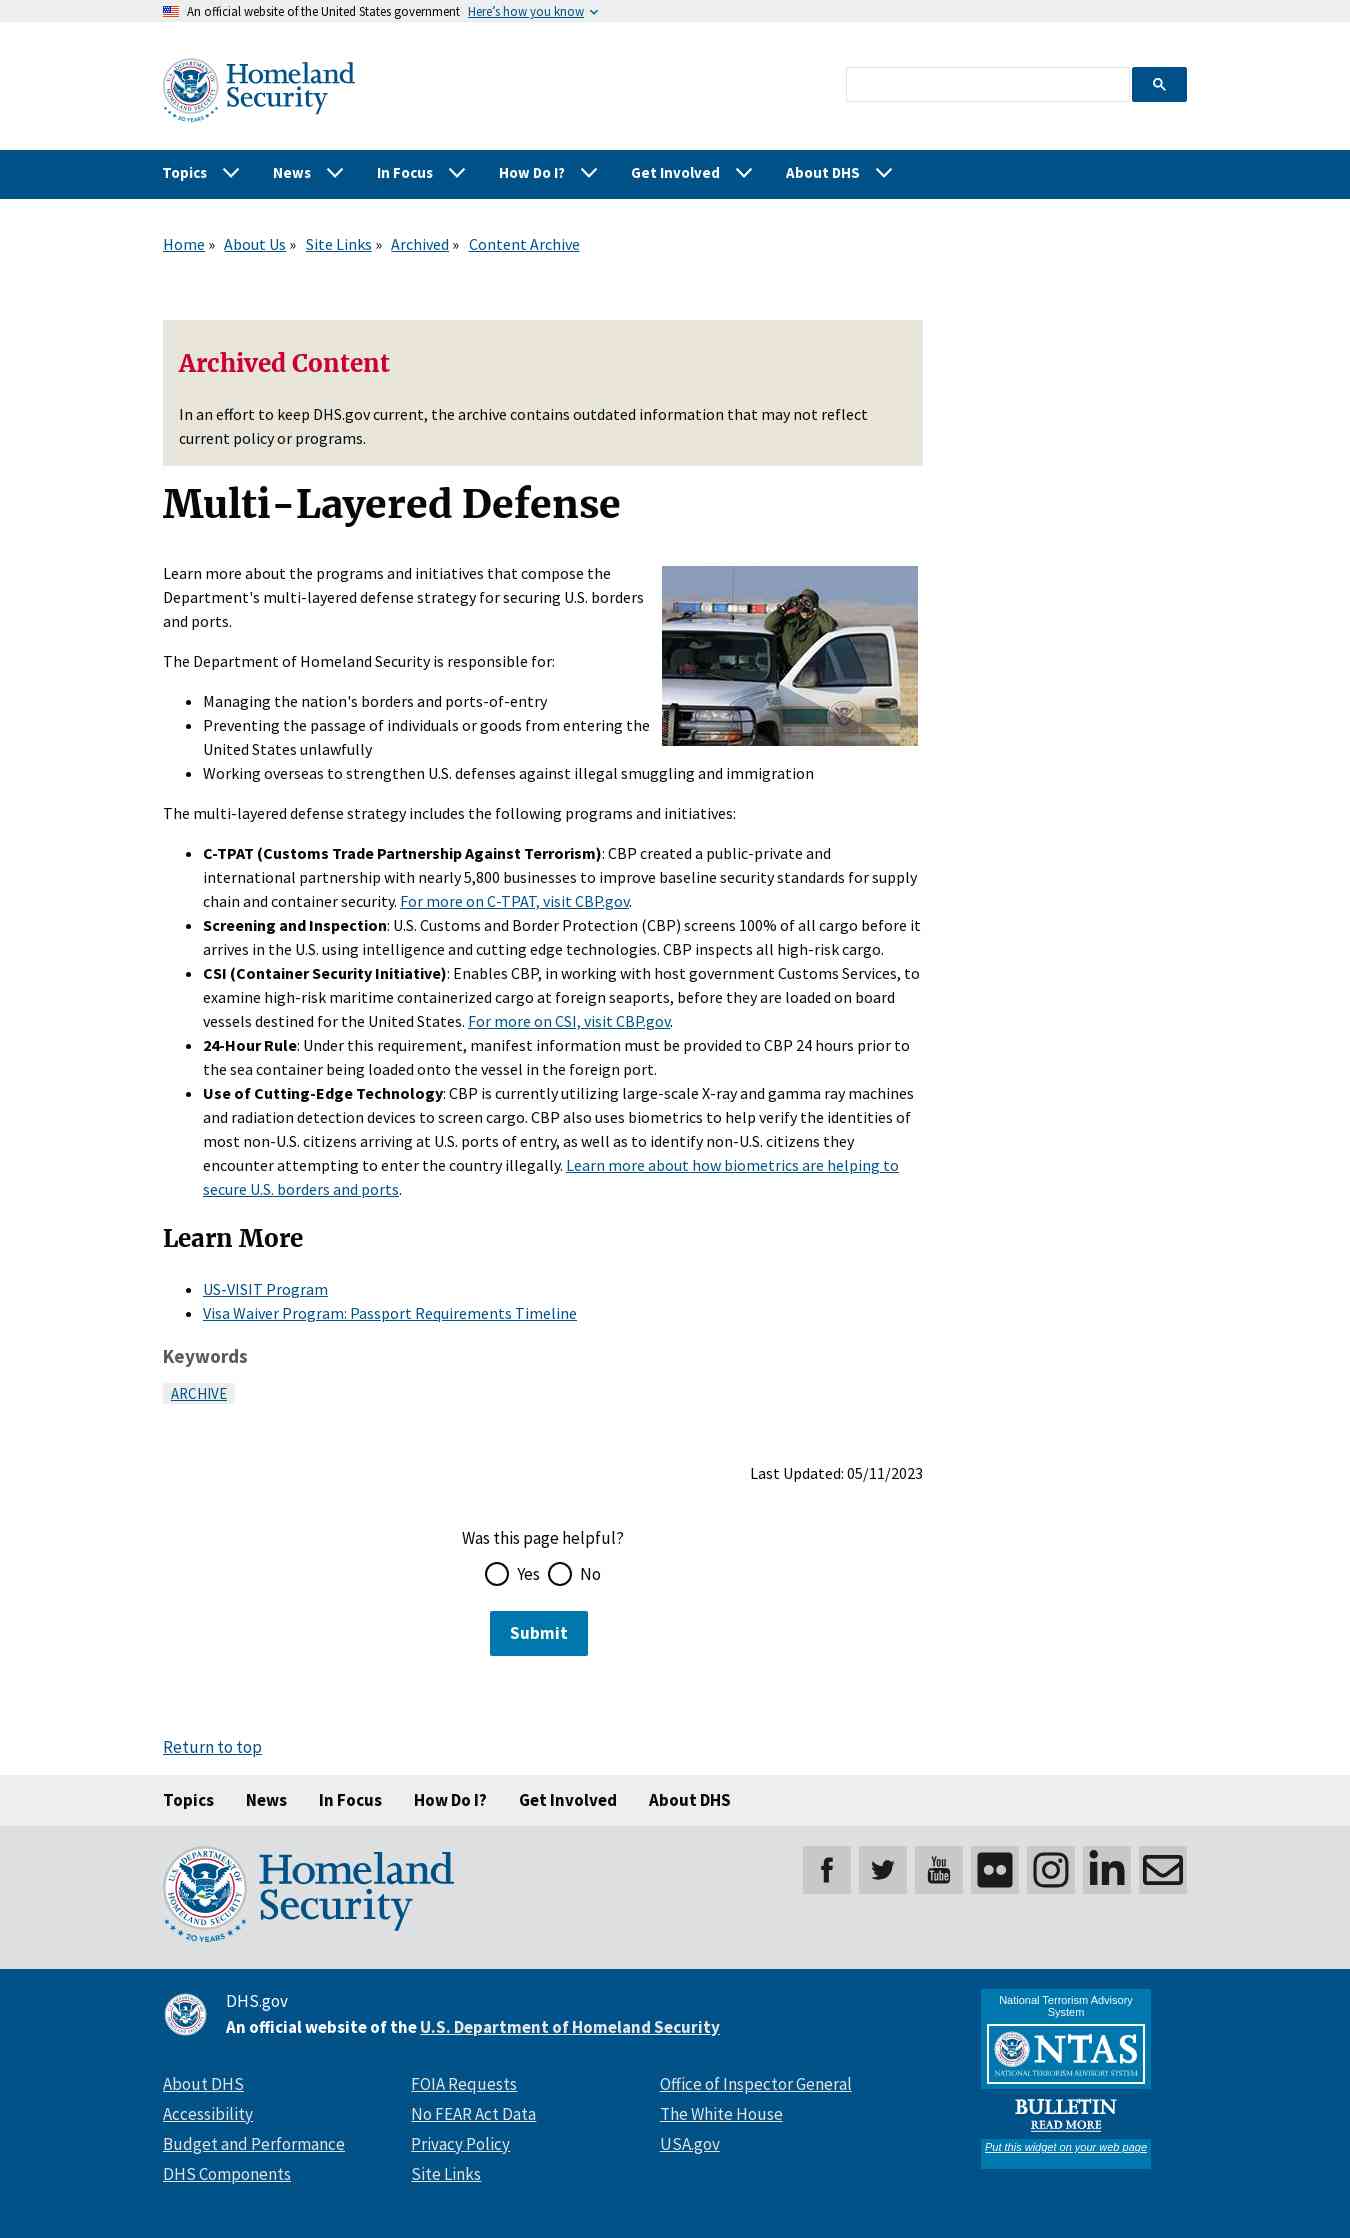 An official website of the United States government Here's how you know
U.S. DEPARTMENT OF HOMELAND SECURITY
20 YEARS
Homeland
Security
Topics News In Focus How Do I? Get Involved About DHS
Home » About Us » Site Links » Archived » Content Archive
Archived Content
In an effort to keep DHS.gov current, the archive contains outdated information that may not reflect
current policy or programs.
Multi-Layered Defense
Learn more about the programs and initiatives that compose the
Department's multi-layered defense strategy for securing U.S. borders
and ports.
The Department of Homeland Security is responsible for:
Managing the nation's borders and ports-of-entry
Preventing the passage of individuals or goods from entering the
United States unlawfully
Working overseas to strengthen U.S. defenses against illegal smuggling and immigration
The multi-layered defense strategy includes the following programs and initiatives:
C-TPAT (Customs Trade Partnership Against Terrorism): CBP created a public-private and
international partnership with nearly 5,800 businesses to improve baseline security standards for supply
chain and container security. For more on C-TPAT, visit CBP.gov.
Screening and Inspection: U.S. Customs and Border Protection (CBP) screens 100% of all cargo before it
arrives in the U.S. using intelligence and cutting edge technologies. CBP inspects all high-risk cargo.
CSI (Container Security Initiative): Enables CBP, in working with host government Customs Services, to
examine high-risk maritime containerized cargo at foreign seaports, before they are loaded on board
vessels destined for the United States. For more on CSI, visit CBP.gov.
24-Hour Rule: Under this requirement, manifest information must be provided to CBP 24 hours prior to
the sea container being loaded onto the vessel in the foreign port.
Use of Cutting-Edge Technology: CBP is currently utilizing large-scale X-ray and gamma ray machines
and radiation detection devices to screen cargo. CBP also uses biometrics to help verify the identities of
most non-U.S. citizens arriving at U.S. ports of entry, as well as to identify non-U.S. citizens they
encounter attempting to enter the country illegally. Learn more about how biometrics are helping to
secure U.S. borders and ports.
Learn More
US-VISIT Program
Visa Waiver Program: Passport Requirements Timeline
Keywords
ARCHIVE
Last Updated: 05/11/2023
Was this page helpful?
Yes No
Submit
Return to top
Topics News In Focus How Do I? Get Involved About DHS
U.S. DEPARTMENT OF HOMELAND SECURITY
20 YEARS
Homeland
Security
You
Tube
DHS.gov
An official website of the U.S. Department of Homeland Security
About DHS FOIA Requests Office of Inspector General
Accessibility No FEAR Act Data The White House
Budget and Performance Privacy Policy USA.gov
DHS Components Site Links
National Terrorism Advisory
System
NTAS
NATIONAL TERRORISM ADVISORY SYSTEM
BULLETIN
READ MORE
Put this widget on your web page